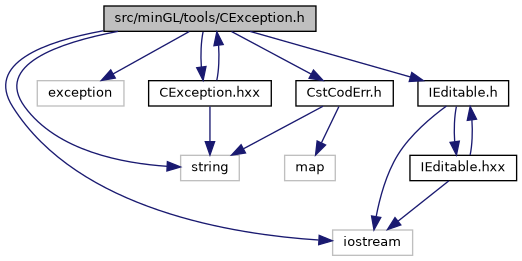 src/minGL/tools/CException.h
exception
CException.hxx
CstCodErr.h
IEditable.h
string
map
IEditable.hxx
iostream